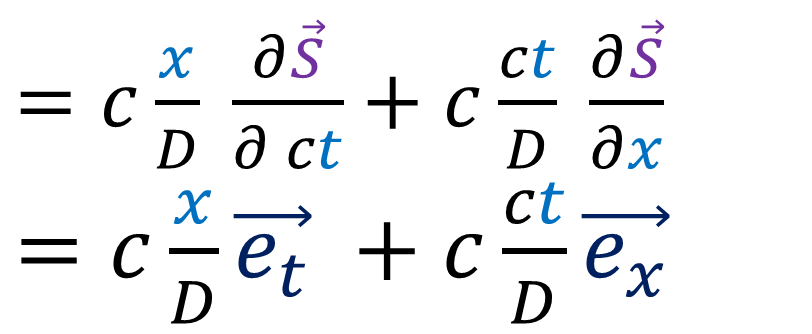 = c x/D ∂S⃗/∂ ct + c ct/D ∂S⃗/∂x
= c x/D e⃗_t + c ct/D e⃗_x